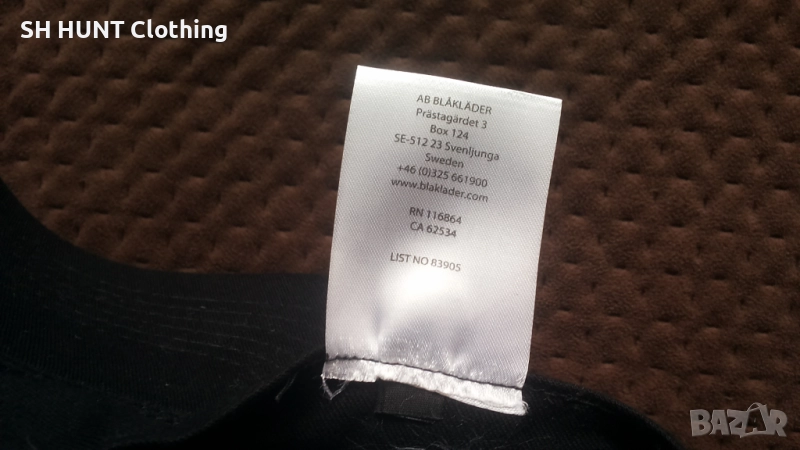 SH HUNT Clothing
AB BLÅKLÄDER
Prästagärdet 3
Box 124
SE-512 23 Svenljunga
Sweden
+46 (0)325 661900
www.blaklader.com
RN 116864
CA 62534
LIST NO 83905
BAZAR